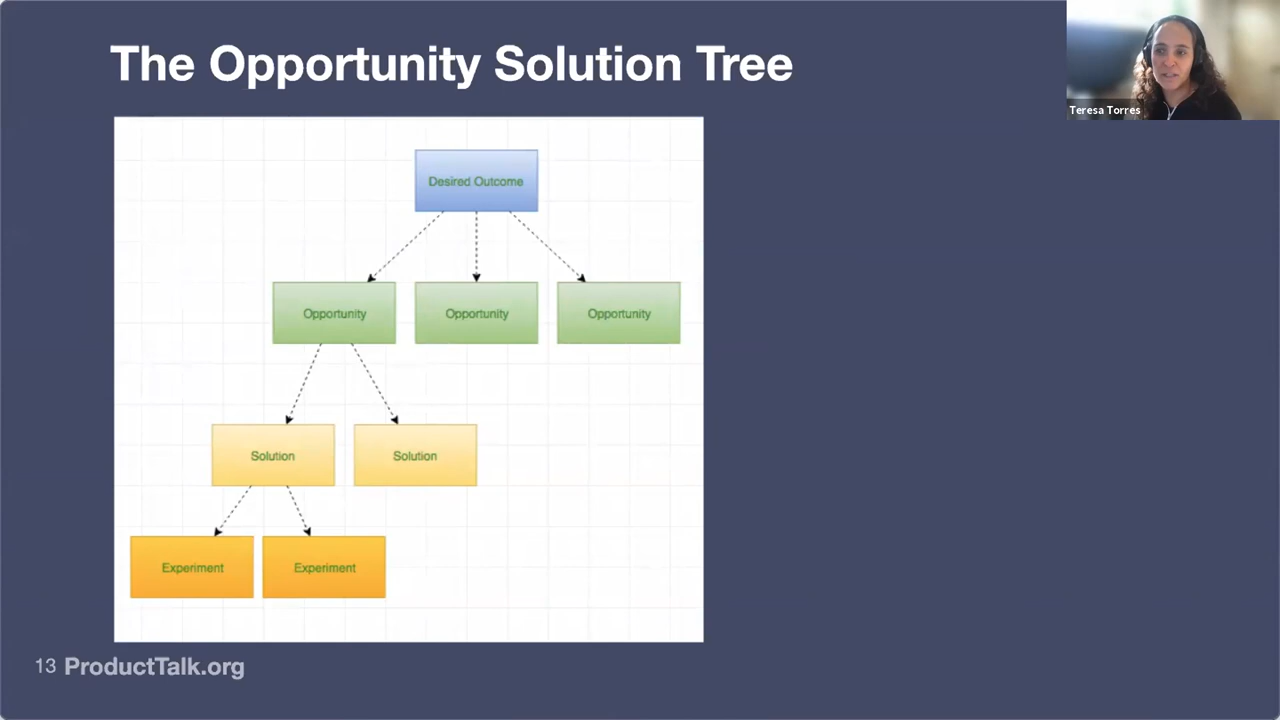 The Opportunity Solution Tree
Teresa Torres
Desired Outcome
Opportunity
Opportunity
Opportunity
Solution
Solution
Experiment
Experiment
13 ProductTalk.org